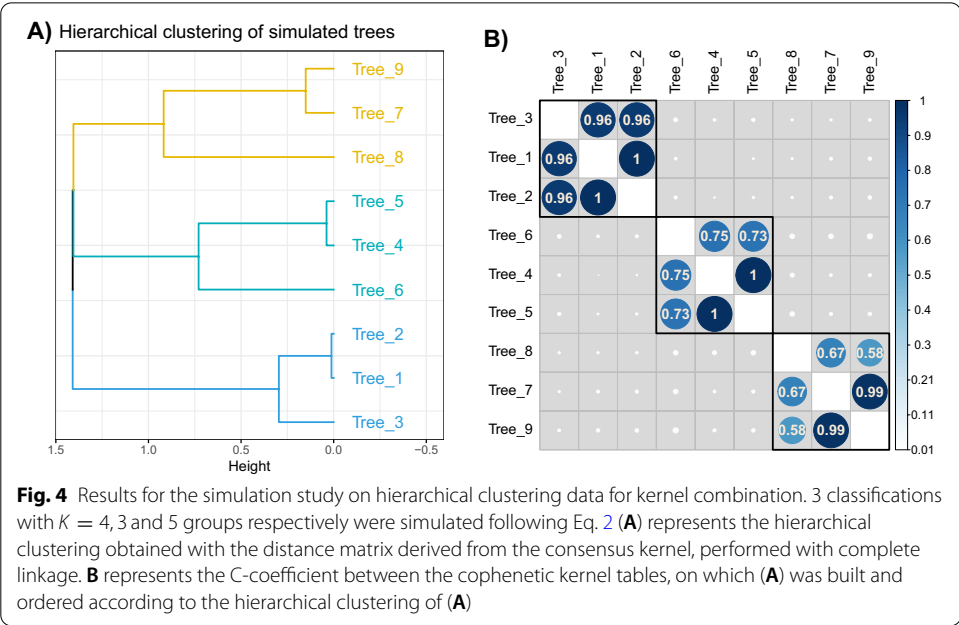 A) Hierarchical clustering of simulated trees
Tree_9
Tree_7
Tree_8
Tree_5
Tree_4
Tree_6
Tree_2
Tree_1
Tree_3
1.5 1.0 0.5 0.0 −0.5
Height
B)
Tree_3 Tree_1 Tree_2 Tree_6 Tree_4 Tree_5 Tree_8 Tree_7 Tree_9
Tree_3 0.96 0.96
Tree_1 0.96 1
Tree_2 0.96 1
Tree_6 0.75 0.73
Tree_4 0.75 1
Tree_5 0.73 1
Tree_8 0.67 0.58
Tree_7 0.67 0.99
Tree_9 0.58 0.99
1
0.9
0.8
0.7
0.6
0.5
0.4
0.3
0.21
0.11
0.01
Fig. 4 Results for the simulation study on hierarchical clustering data for kernel combination. 3 classifications
with K = 4, 3 and 5 groups respectively were simulated following Eq. 2 (A) represents the hierarchical
clustering obtained with the distance matrix derived from the consensus kernel, performed with complete
linkage. B represents the C-coefficient between the cophenetic kernel tables, on which (A) was built and
ordered according to the hierarchical clustering of (A)